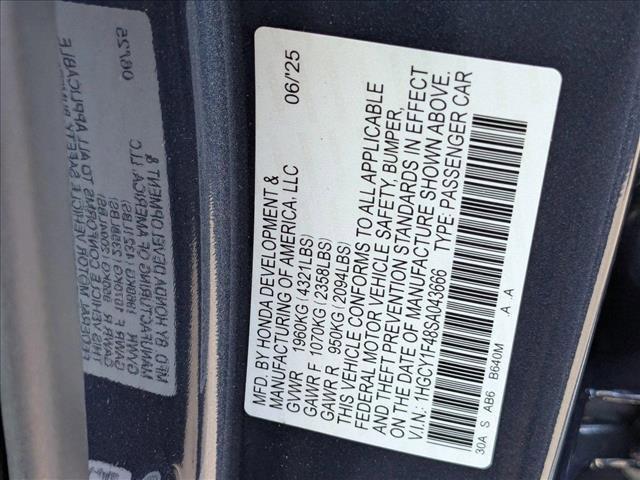 MFD. BY HONDA DEVELOPMENT &
MANUFACTURING OF AMERICA, LLC 06/'25
GVWR 1960KG (4321LBS)
GAWR F 1070KG (2358LBS)
GAWR R 950KG (2094LBS)
THIS VEHICLE CONFORMS TO ALL APPLICABLE
FEDERAL MOTOR VEHICLE SAFETY, BUMPER,
AND THEFT PREVENTION STANDARDS IN EFFECT
ON THE DATE OF MANUFACTURE SHOWN ABOVE.
V.I.N.: 1HGCY1F48SA043666 TYPE: PASSENGER CAR
30A S AB6 B640M A A